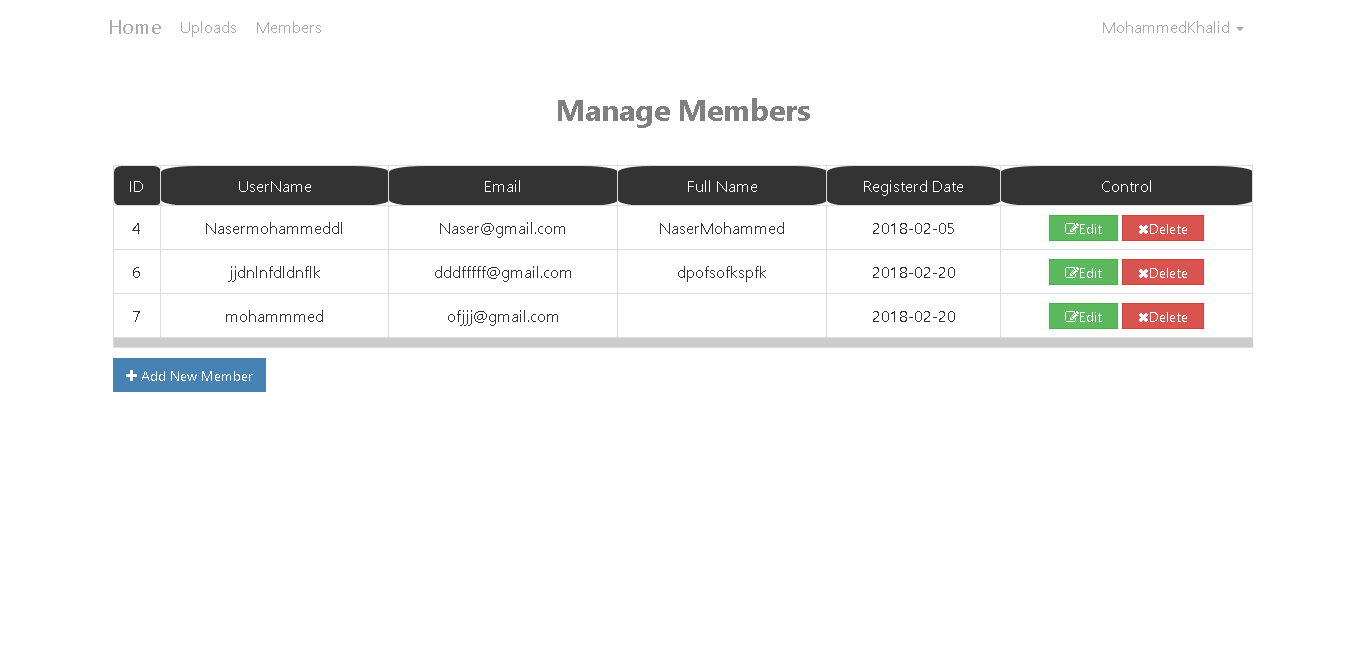 Home Uploads Members MohammedKhalid
Manage Members
ID UserName Email Full Name Registerd Date Control
4 Nasermohammeddl Naser@gmail.com NaserMohammed 2018-02-05 Edit Delete
6 jjdnlnfdldnflk dddfffff@gmail.com dpofsofkspfk 2018-02-20 Edit Delete
7 mohammmed ofjjj@gmail.com 2018-02-20 Edit Delete
Add New Member